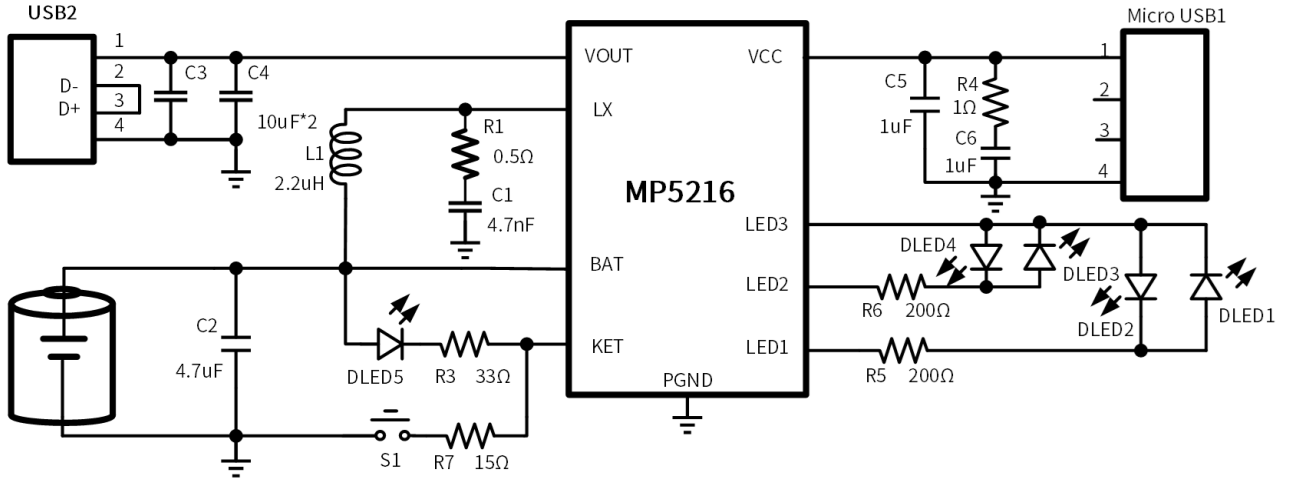 USB2
Micro USB1
1
2
D-
D+
3
4
C3
C4
10uF*2
VOUT
VCC
LX
L1
2.2uH
R1
0.5Ω
C1
4.7nF
MP5216
C5
1uF
R4
1Ω
C6
1uF
1
2
3
4
BAT
LED3
LED2
LED1
KET
PGND
C2
4.7uF
DLED5
R3
33Ω
S1
R7
15Ω
DLED4
DLED3
R6
200Ω
DLED2
DLED1
R5
200Ω